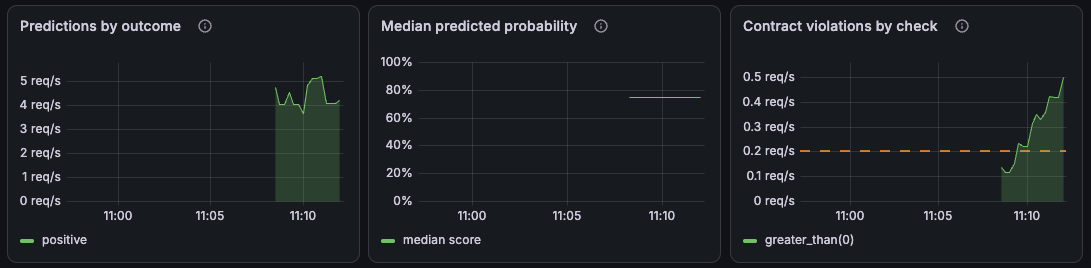 Predictions by outcome
5 req/s
4 req/s
3 req/s
2 req/s
1 req/s
0 req/s
11:00 11:05 11:10
positive
Median predicted probability
100%
80%
60%
40%
20%
0%
11:00 11:05 11:10
median score
Contract violations by check
0.5 req/s
0.4 req/s
0.3 req/s
0.2 req/s
0.1 req/s
0 req/s
11:00 11:05 11:10
greater_than(0)